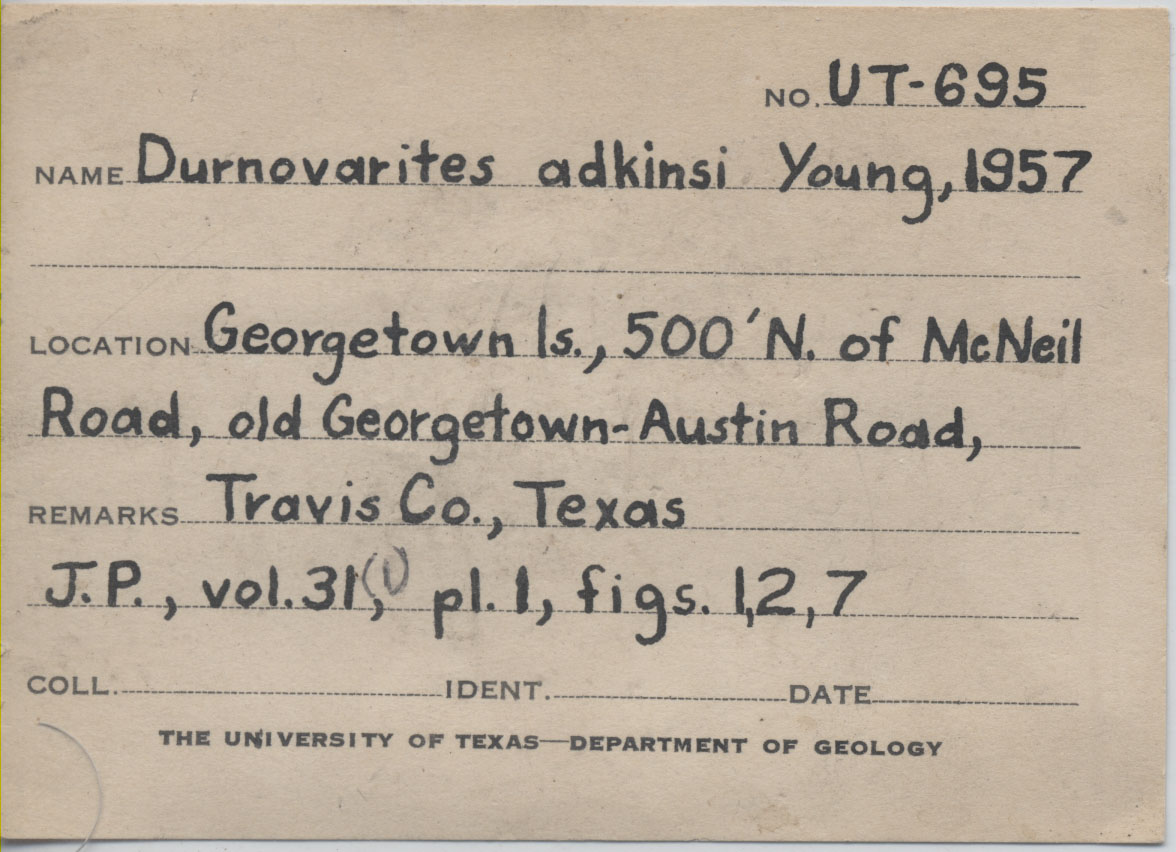 NO. UT-695
NAME Durnovarites adkinsi Young, 1957
LOCATION Georgetown ls., 500' N. of McNeil
Road, old Georgetown-Austin Road,
REMARKS Travis Co., Texas
J.P., vol. 31,(1) pl. 1, figs. 1,2,7
COLL. IDENT. DATE
THE UNIVERSITY OF TEXAS—DEPARTMENT OF GEOLOGY